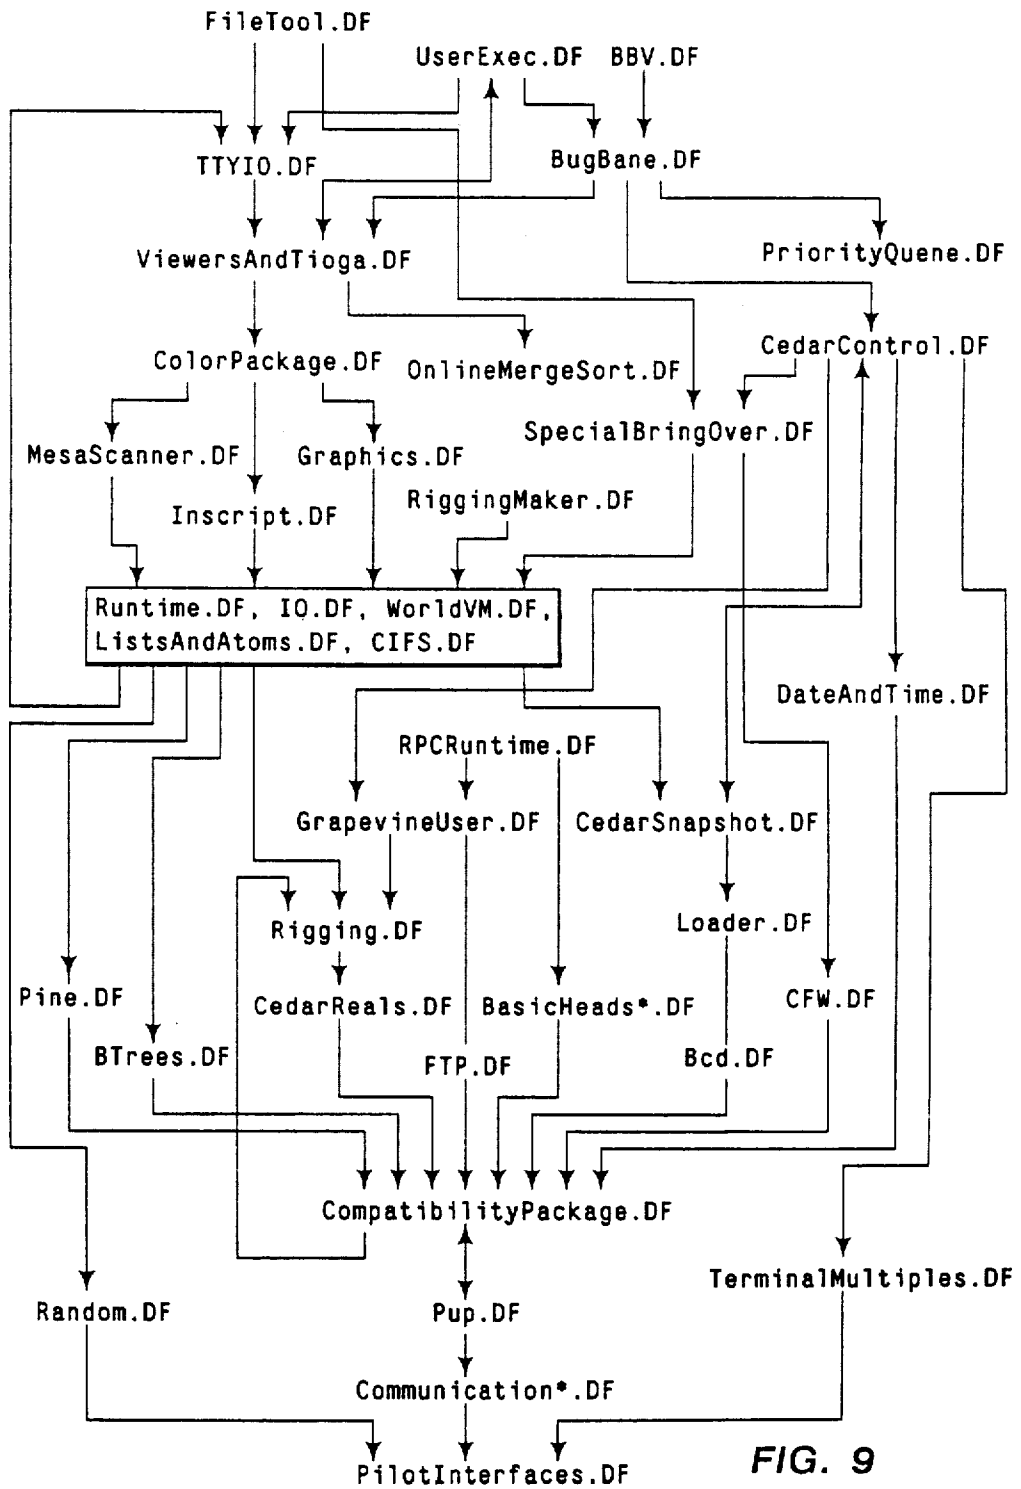 FileTool.DF
UserExec.DF
BBV.DF
TTYIO.DF
BugBane.DF
ViewersAndTioga.DF
PriorityQuene.DF
ColorPackage.DF
OnlineMergeSort.DF
CedarControl.DF
MesaScanner.DF
Graphics.DF
SpecialBringOver.DF
Inscript.DF
RiggingMaker.DF
Runtime.DF, IO.DF, WorldVM.DF,
ListsAndAtoms.DF, CIFS.DF
DateAndTime.DF
RPCRuntime.DF
GrapevineUser.DF
CedarSnapshot.DF
Rigging.DF
Loader.DF
Pine.DF
CedarReals.DF
BasicHeads*.DF
CFW.DF
BTrees.DF
FTP.DF
Bcd.DF
CompatibilityPackage.DF
TerminalMultiples.DF
Random.DF
Pup.DF
Communication*.DF
PilotInterfaces.DF
FIG. 9